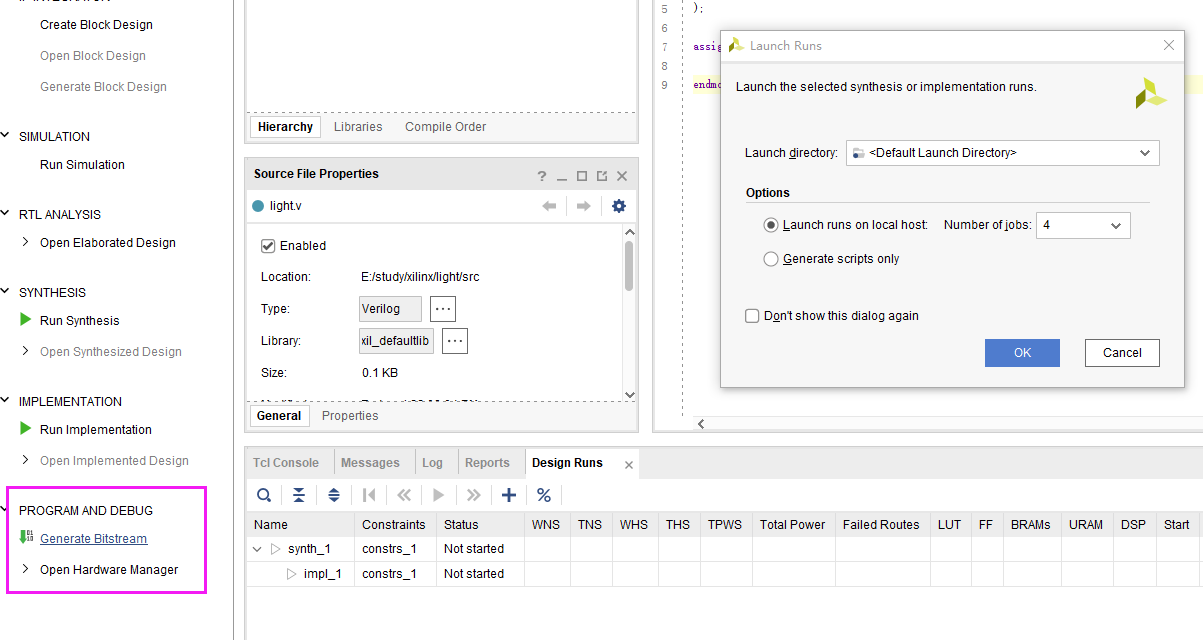 Create Block Design
Open Block Design
Generate Block Design
SIMULATION
Run Simulation
RTL ANALYSIS
Open Elaborated Design
SYNTHESIS
Run Synthesis
Open Synthesized Design
IMPLEMENTATION
Run Implementation
Open Implemented Design
PROGRAM AND DEBUG
Generate Bitstream
Open Hardware Manager
Hierarchy Libraries Compile Order
Source File Properties
light.v
Enabled
Location: E:/study/xilinx/light/src
Type: Verilog
Library: xil_defaultlib
Size: 0.1 KB
General Properties
5 );
6
7 assig
8
9 endmo
Launch Runs
Launch the selected synthesis or implementation runs.
Launch directory: <Default Launch Directory>
Options
Launch runs on local host: Number of jobs: 4
Generate scripts only
Don't show this dialog again
OK Cancel
Tcl Console Messages Log Reports Design Runs
Name Constraints Status WNS TNS WHS THS TPWS Total Power Failed Routes LUT FF BRAMs URAM DSP Start
synth_1 constrs_1 Not started
impl_1 constrs_1 Not started